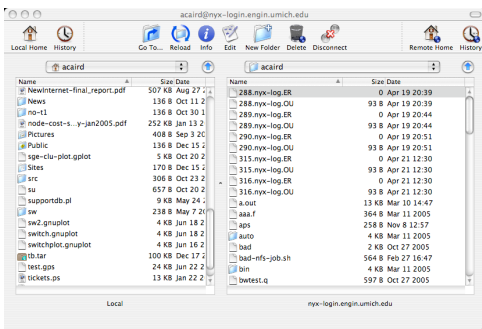 acaird@nyx-login.engin.umich.edu
Local Home History Go To... Reload Info Edit New Folder Delete Disconnect Remote Home History
acaird acaird
Name Size Date
NewInternet-final_report.pdf 507 KB Aug 27
News 136 B Oct 11 2
no-t1 136 B Oct 30 1
node-cost-s...y-jan2005.pdf 252 KB Jan 13 2
Pictures 408 B Sep 3 20
Public 136 B Dec 15 2
sge-clu-plot.gplot 5 KB Oct 20 2
Sites 170 B Dec 15 2
src 306 B Oct 23 2
su 657 B Oct 20 2
supportdb.pl 9 KB May 24
sw 238 B May 7 20
sw2.gnuplot 4 KB Jun 18 2
switch.gnuplot 4 KB Jun 18 2
switchplot.gnuplot 4 KB Jun 16 2
tb.tar 100 KB Dec 17 2
test.gps 24 KB Jun 22 2
tickets.ps 13 KB Jan 22 2
Local
Name Size Date
288.nyx-log.ER 0 Apr 19 20:39
288.nyx-log.OU 93 B Apr 19 20:39
289.nyx-log.ER 0 Apr 19 20:44
289.nyx-log.OU 93 B Apr 19 20:44
290.nyx-log.ER 0 Apr 19 20:51
290.nyx-log.OU 93 B Apr 19 20:51
315.nyx-log.ER 0 Apr 21 12:30
315.nyx-log.OU 93 B Apr 21 12:30
316.nyx-log.ER 0 Apr 21 12:30
316.nyx-log.OU 93 B Apr 21 12:30
a.out 13 KB Mar 10 14:47
aaa.f 364 B Mar 11 2005
aps 258 B Nov 8 12:57
auto 4 KB Mar 11 2005
bad 2 KB Oct 27 2005
bad-nfs-job.sh 564 B Feb 27 16:47
bin 4 KB Mar 11 2005
bwtest.q 97 B Mar 31 2005
nyx-login.engin.umich.edu